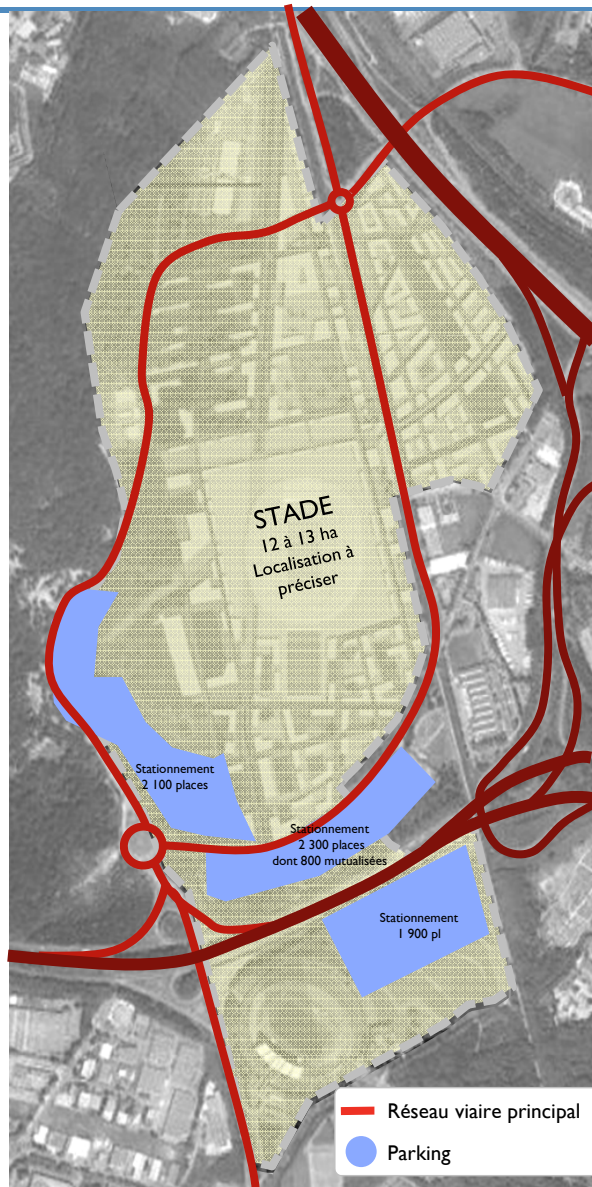 STADE
12 à 13 ha
Localisation à
préciser
Stationnement
2 100 places
Stationnement
2 300 places
dont 800 mutualisées
Stationnement
1 900 pl
Réseau viaire principal
Parking